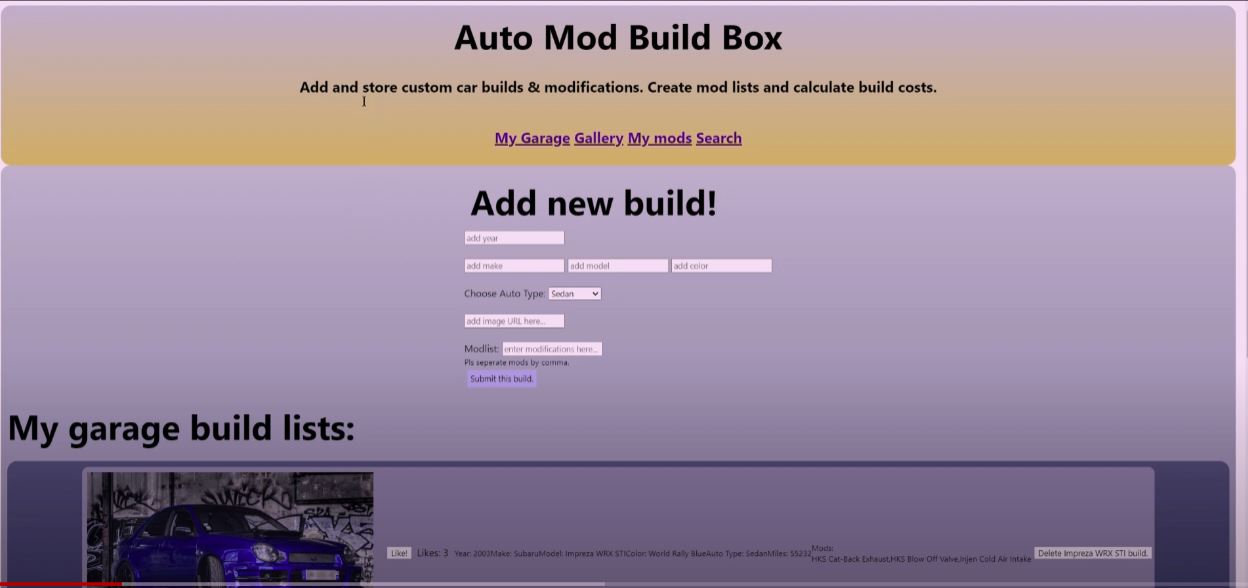 Auto Mod Build Box
Add and store custom car builds & modifications. Create mod lists and calculate build costs.
My Garage Gallery My mods Search
Add new build!
add year
add make add model add color
Choose Auto Type: Sedan
add image URL here...
Modlist: enter modifications here...
Pls seperate mods by comma.
Submit this build.
My garage build lists:
Like! Likes: 3 Year: 2003Make: SubaruModel: Impreza WRX STIColor: World Rally BlueAuto Type: SedanMiles: 55232
Mods:
HKS Cat-Back Exhaust,HKS Blow Off Valve,Injen Cold Air Intake
Delete Impreza WRX STI build.